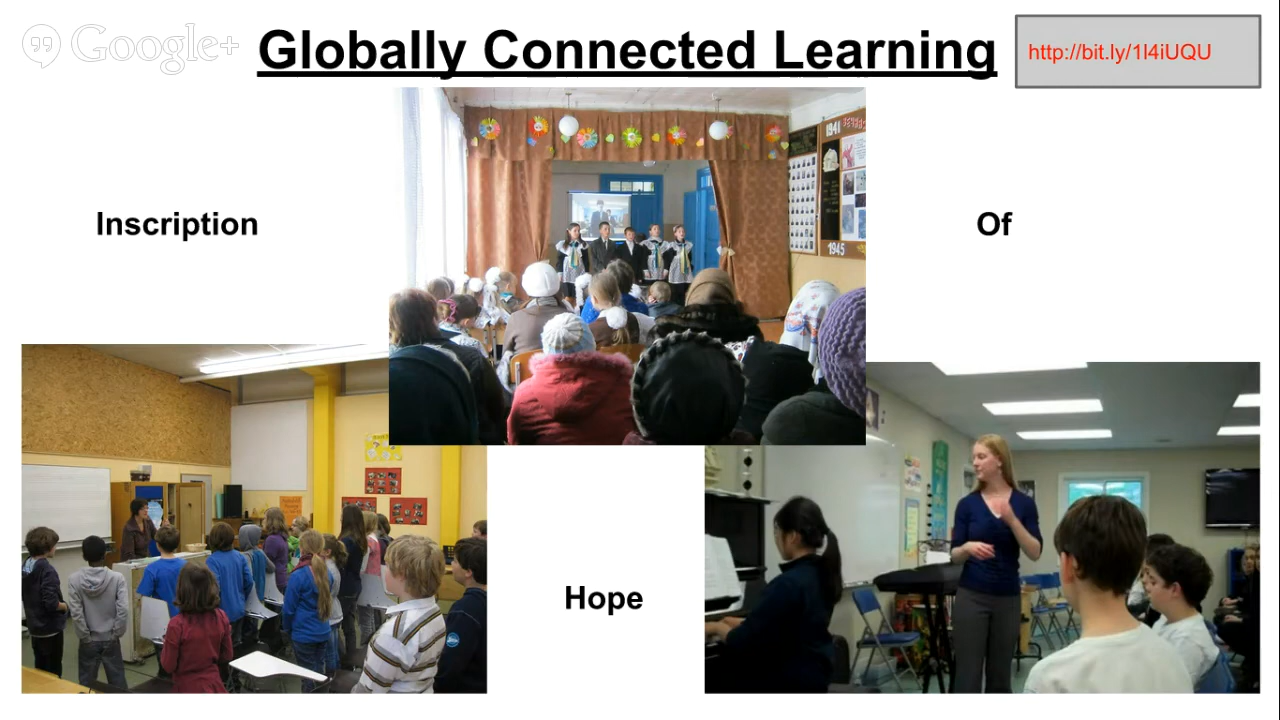 Google+
Globally Connected Learning
http://bit.ly/1l4iUQU
1941
1945
Inscription
Of
Hope